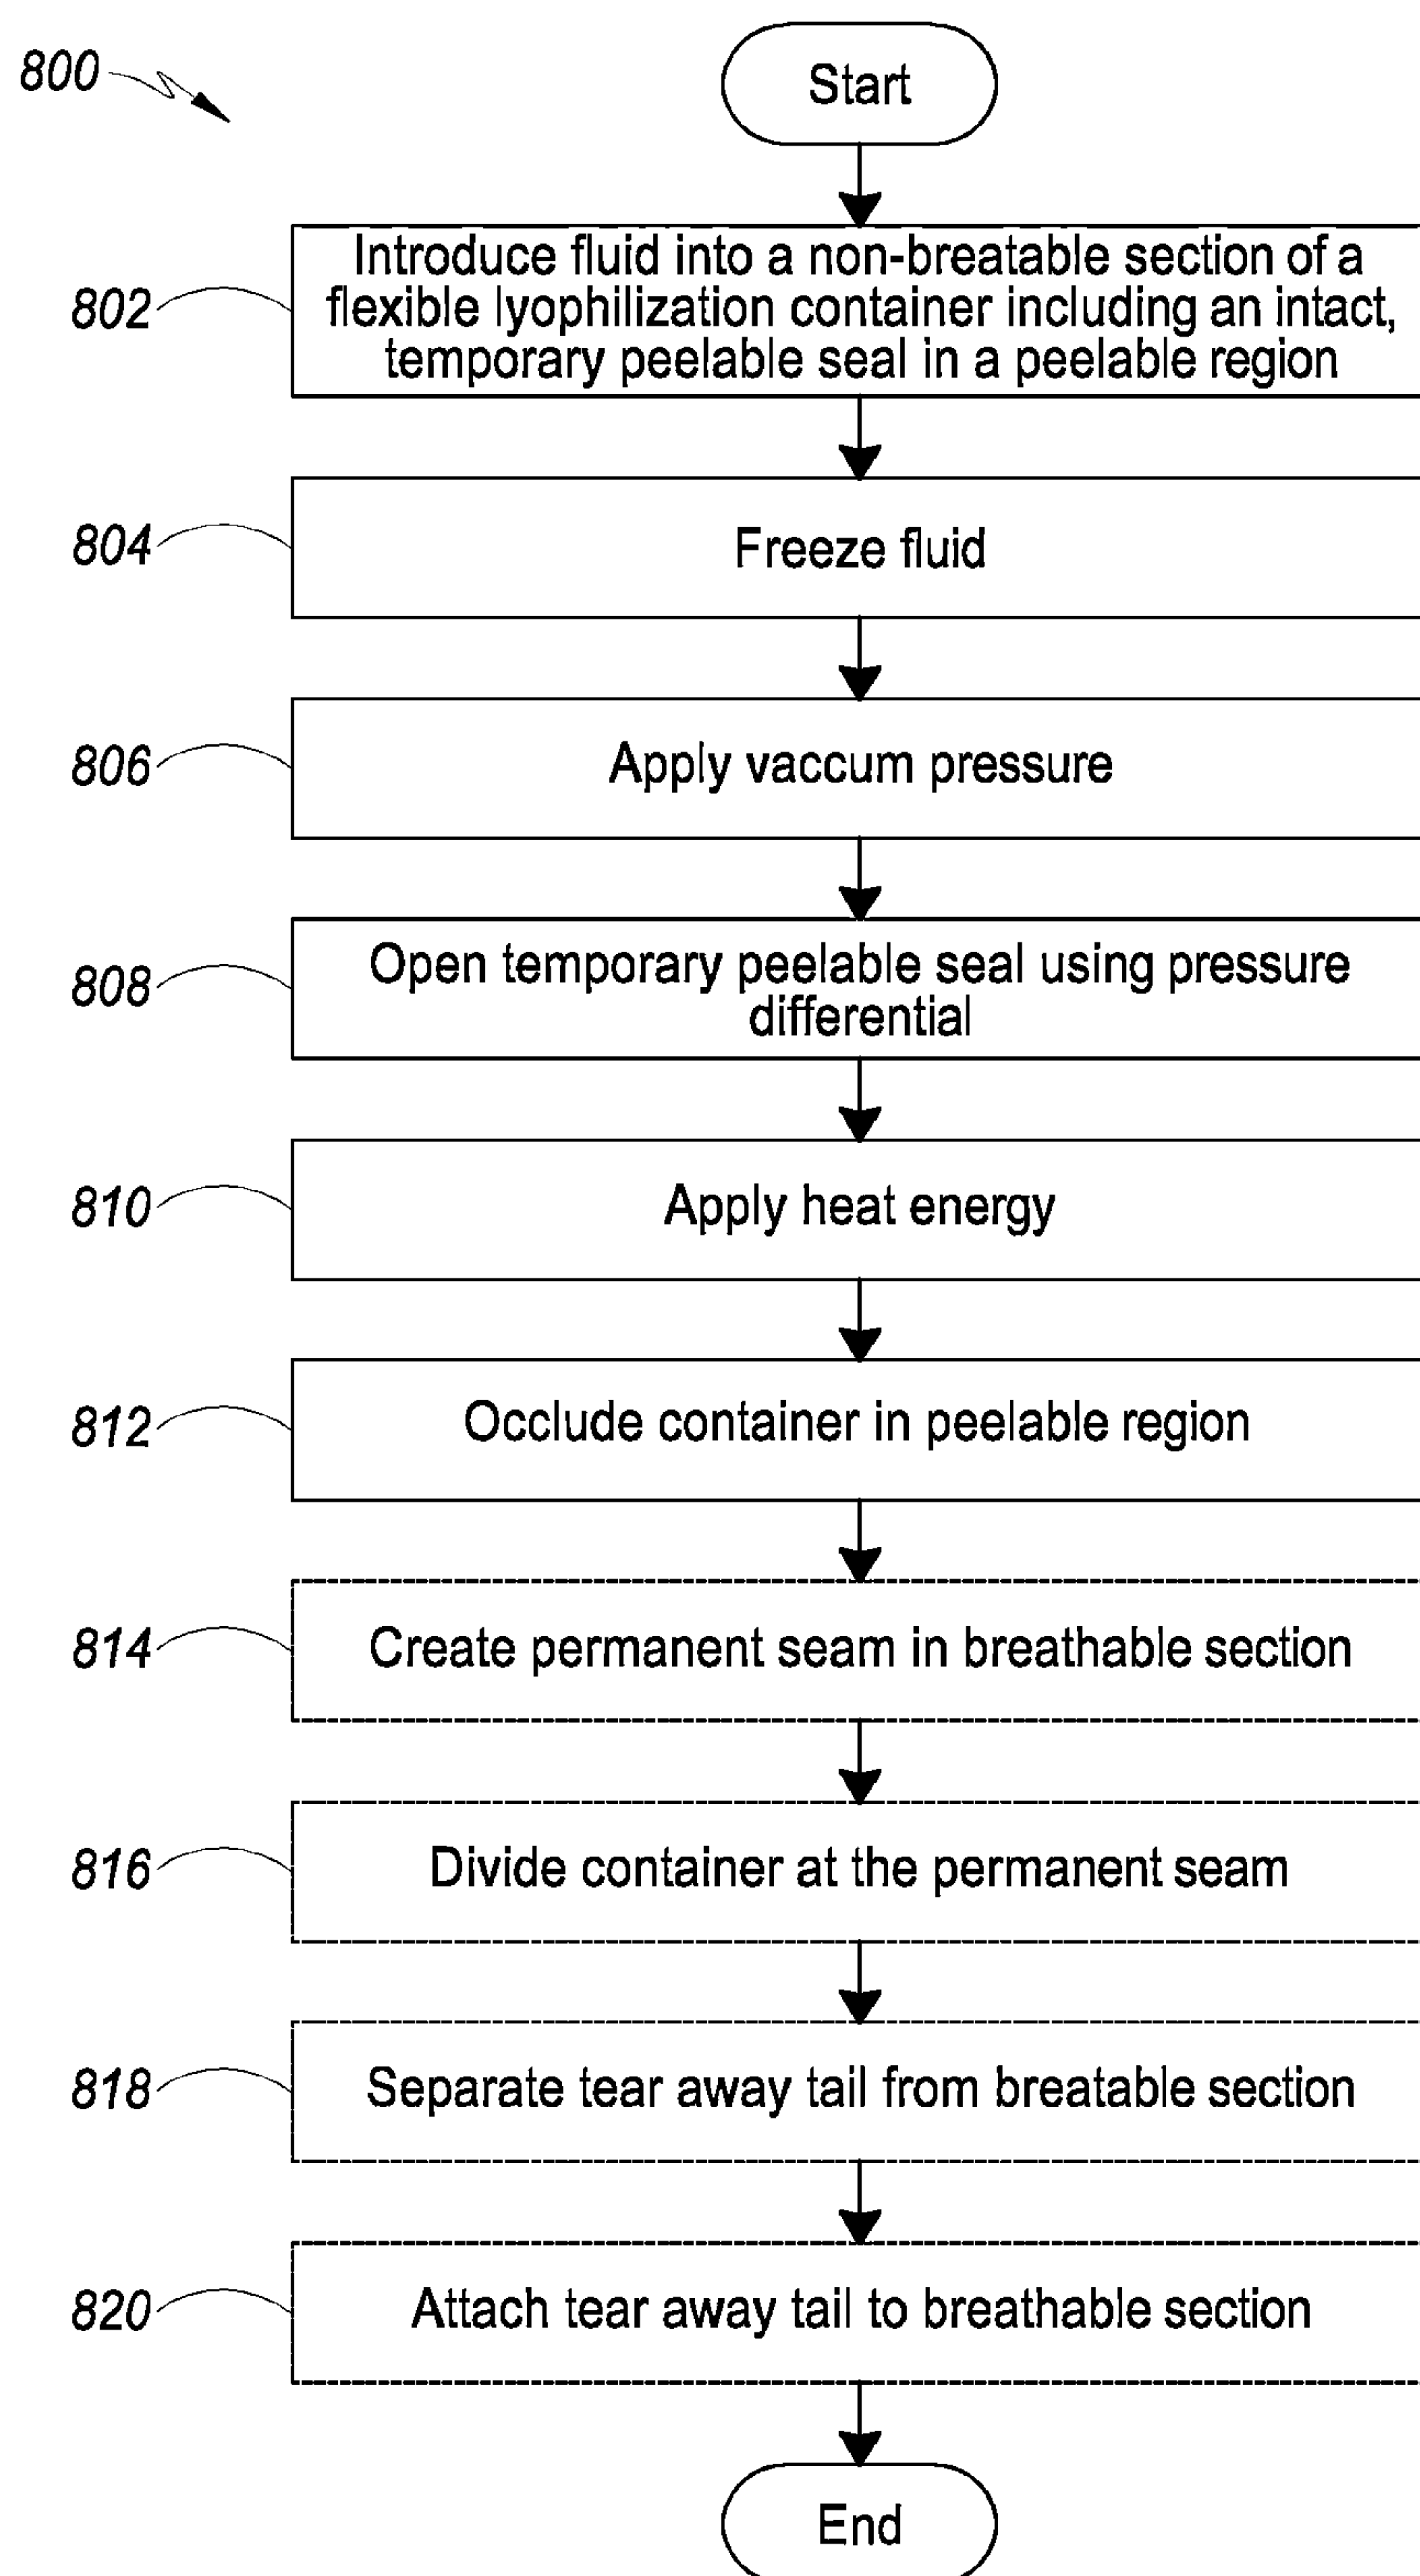 800
Start
802
Introduce fluid into a non-breatable section of a
flexible lyophilization container including an intact,
temporary peelable seal in a peelable region
804
Freeze fluid
806
Apply vaccum pressure
808
Open temporary peelable seal using pressure
differential
810
Apply heat energy
812
Occlude container in peelable region
814
Create permanent seam in breathable section
816
Divide container at the permanent seam
818
Separate tear away tail from breatable section
820
Attach tear away tail to breathable section
End